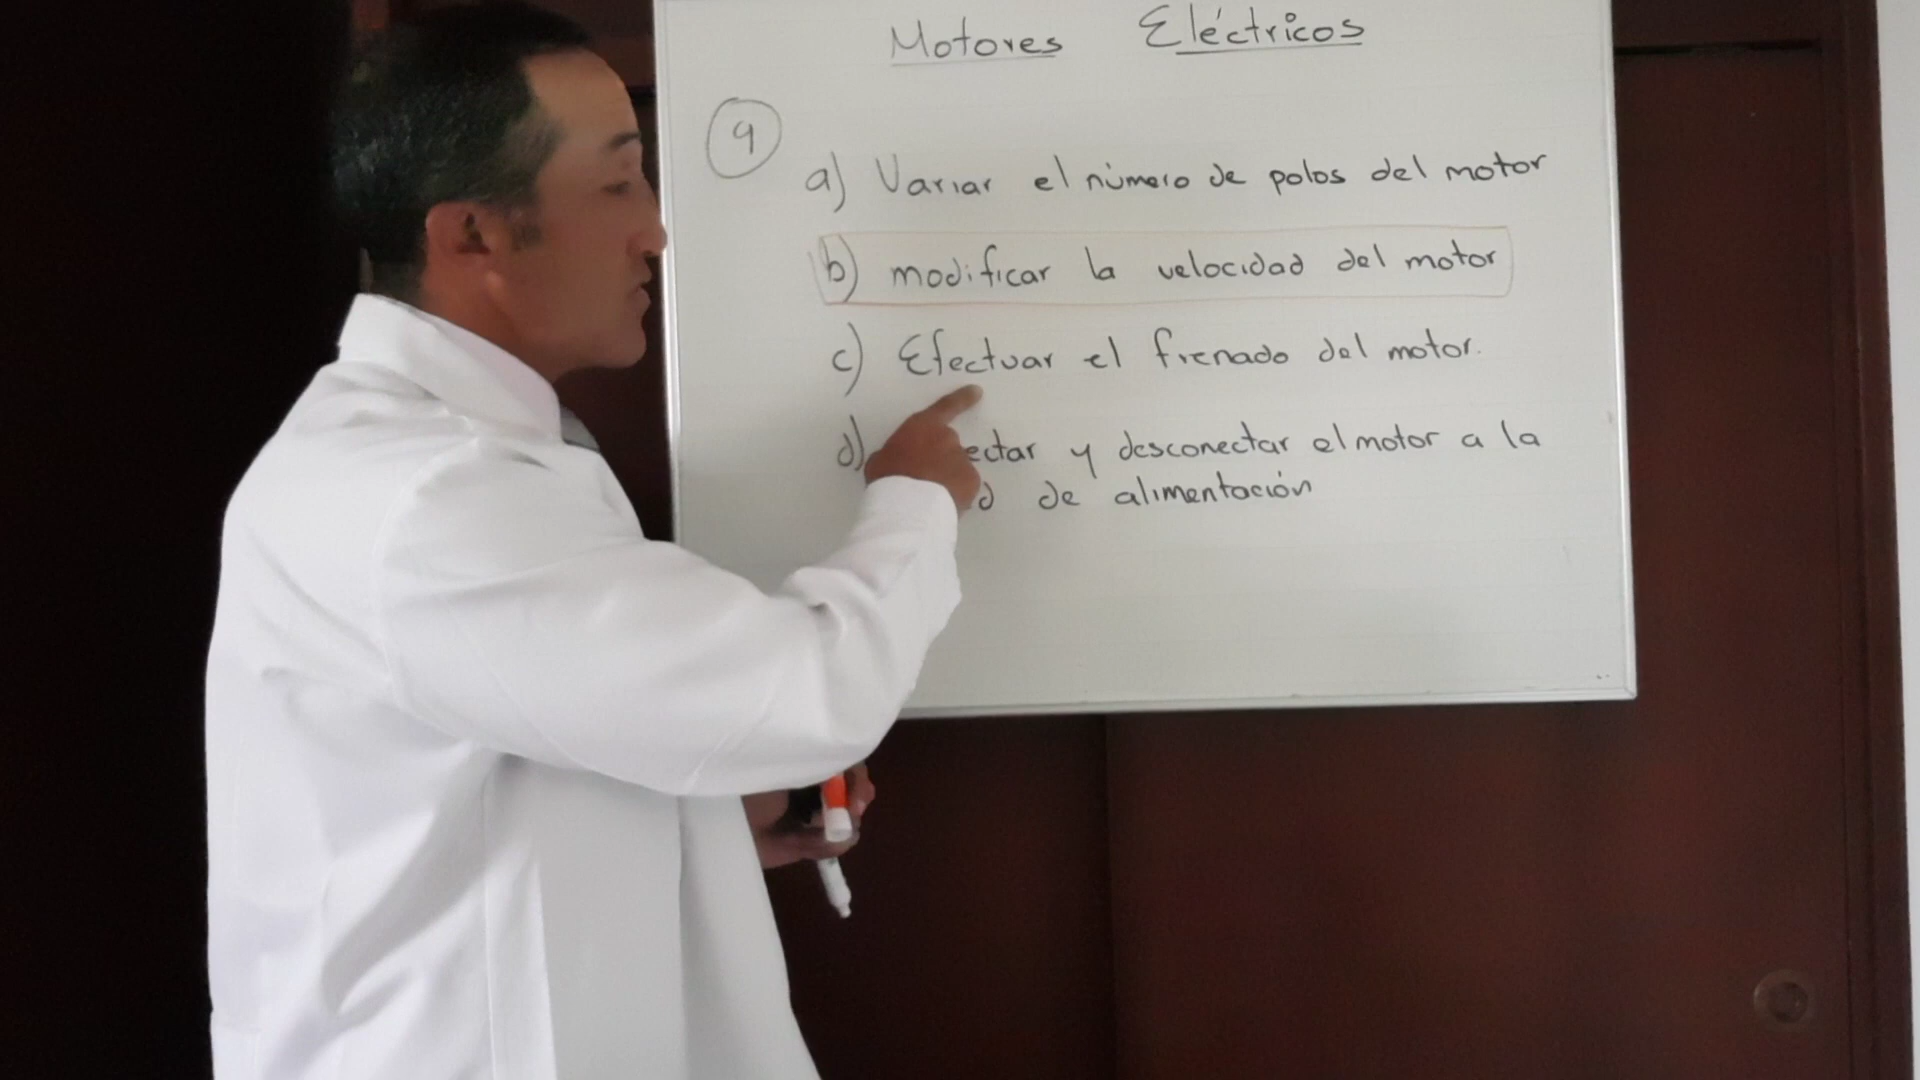 Motores Eléctricos
9
a) Variar el número de polos del motor
b) modificar la velocidad del motor
c) Efectuar el frenado del motor.
d) ectar y desconectar el motor a la
d de alimentación